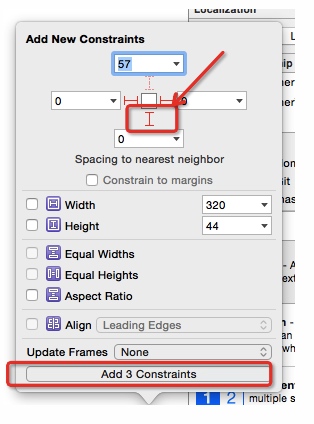 Localization
Add New Constraints
57
0
0
0
Spacing to nearest neighbor
Constrain to margins
Width 320
Height 44
Equal Widths
Equal Heights
Aspect Ratio
Align Leading Edges
Update Frames None
Add 3 Constraints
1 2 multiple s